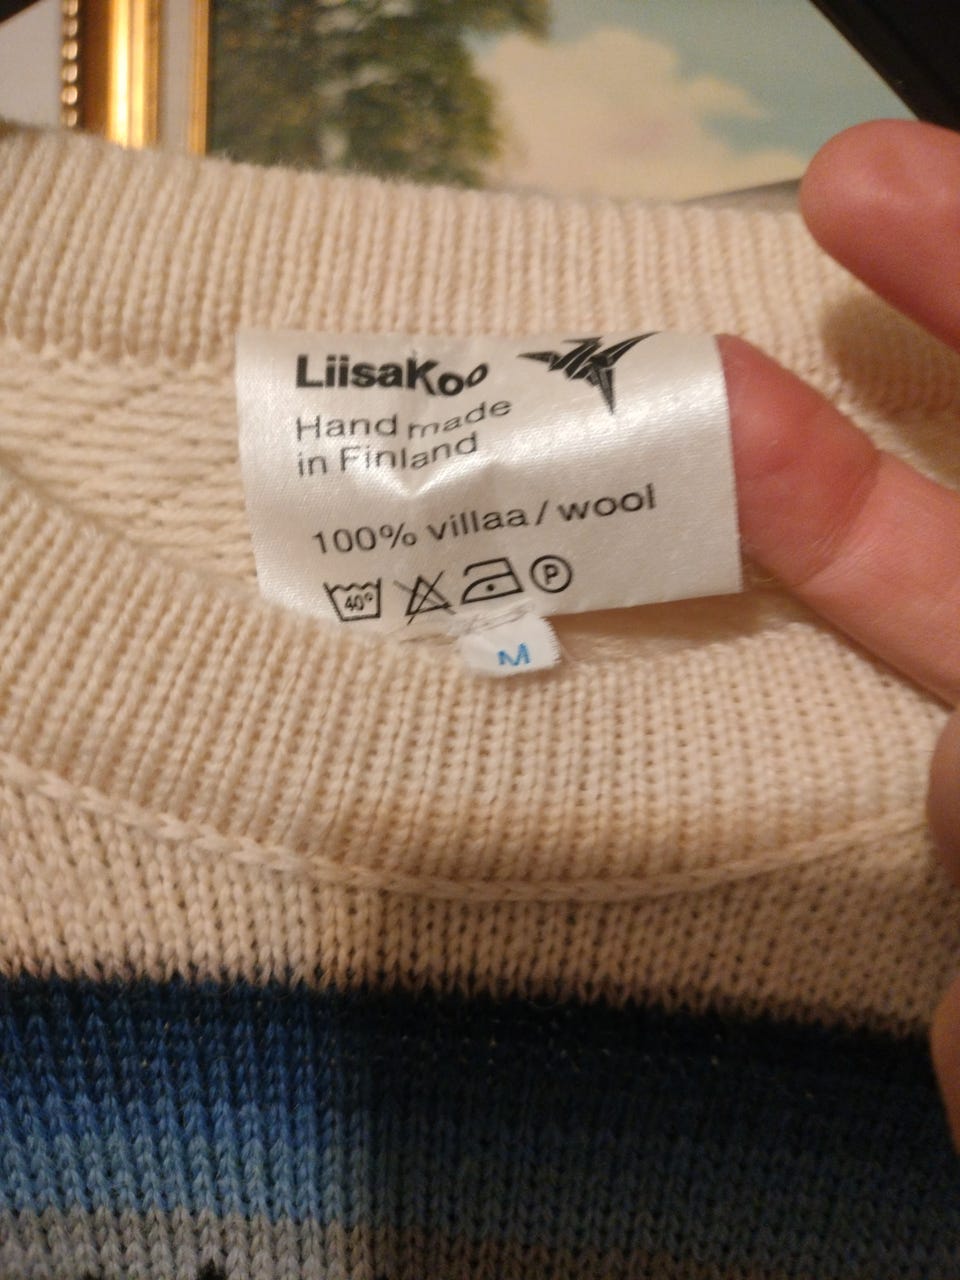 LiisaKoo
Hand made
in Finland
100% villaa / wool
40° P
M